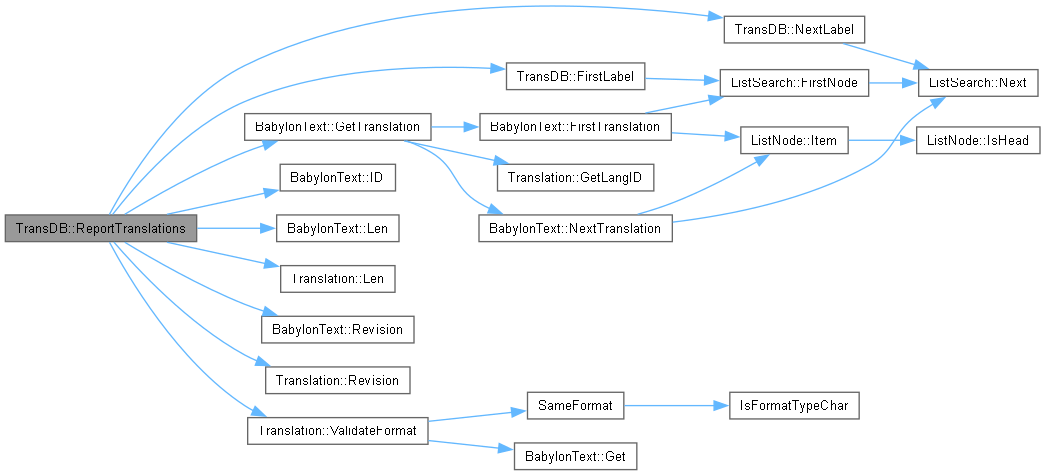 TransDB::NextLabel
TransDB::FirstLabel
ListSearch::FirstNode
ListSearch::Next
BabylonText::GetTranslation
BabylonText::FirstTranslation
ListNode::Item
ListNode::IsHead
BabylonText::ID
Translation::GetLangID
TransDB::ReportTranslations
BabylonText::Len
BabylonText::NextTranslation
Translation::Len
BabylonText::Revision
Translation::Revision
SameFormat
IsFormatTypeChar
Translation::ValidateFormat
BabylonText::Get